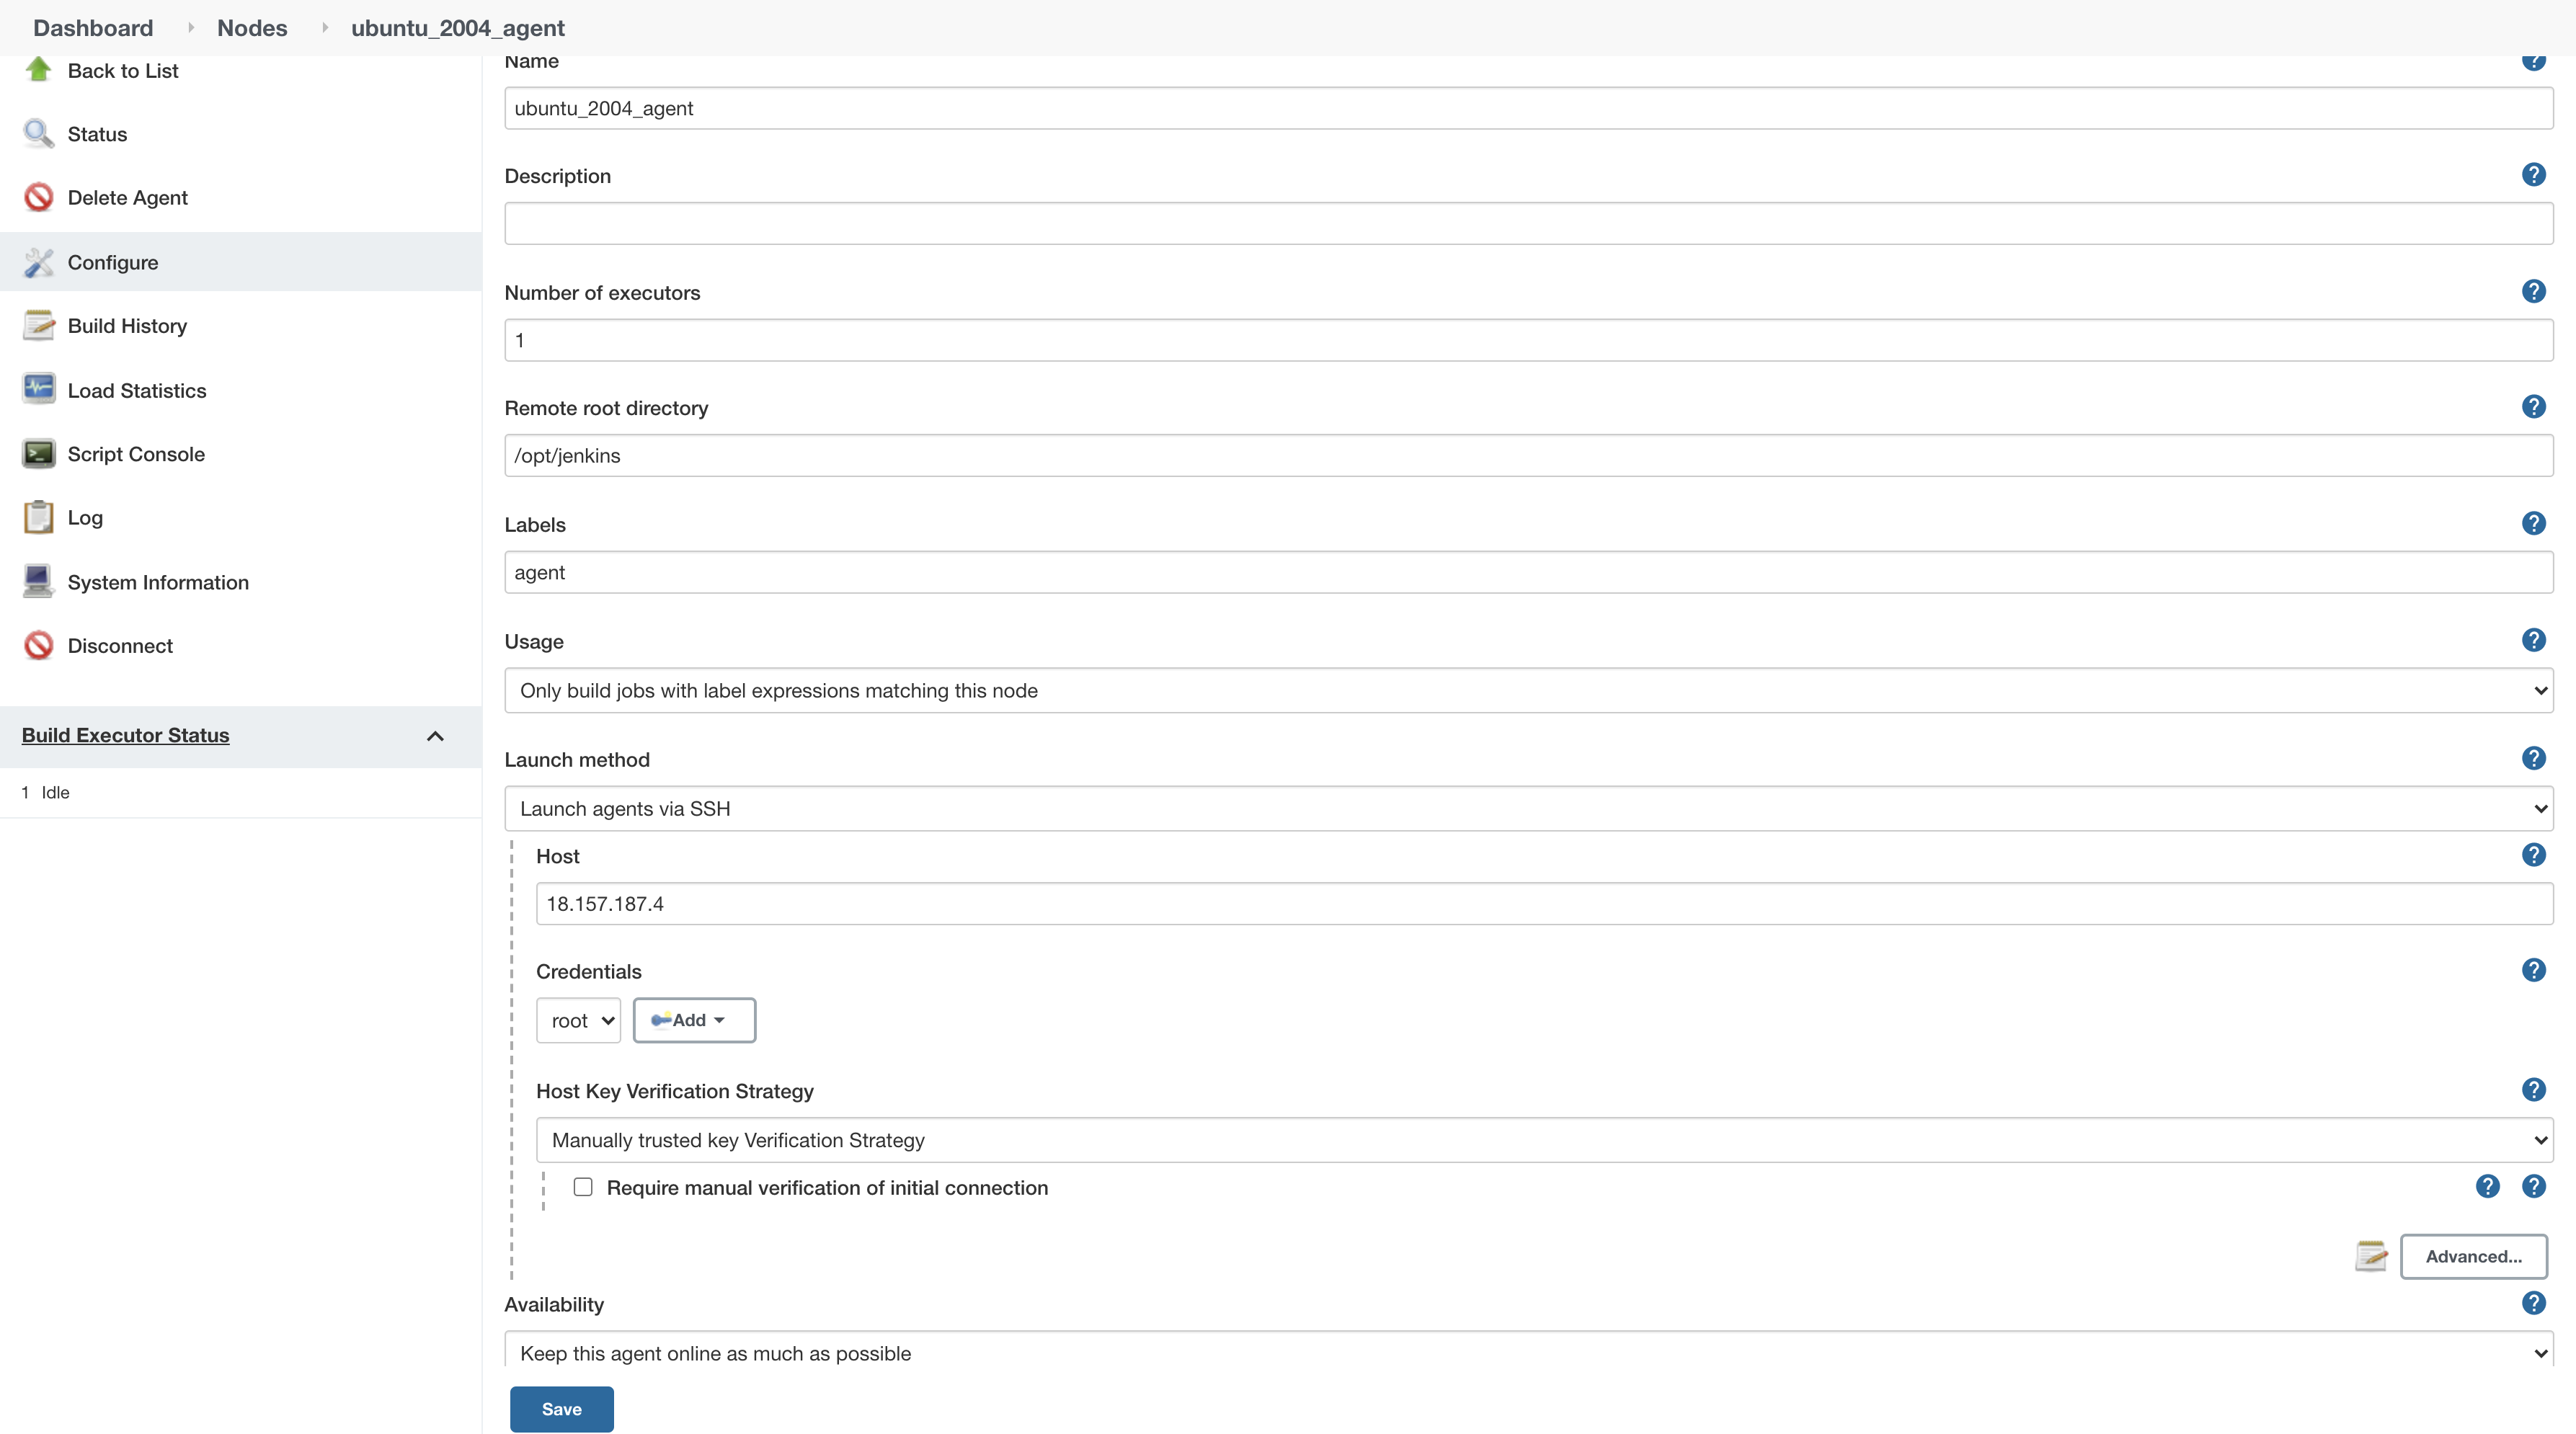 Dashboard
Nodes
ubuntu_2004_agent
Back to List
Status
Delete Agent
Configure
Build History
Load Statistics
Script Console
Log
System Information
Disconnect
Build Executor Status
1 Idle
Name
?
ubuntu_2004_agent
Description
?
Number of executors
?
1
Remote root directory
?
/opt/jenkins
Labels
?
agent
Usage
?
Only build jobs with label expressions matching this node
Launch method
?
Launch agents via SSH
Host
?
18.157.187.4
Credentials
?
root
Add
Host Key Verification Strategy
?
Manually trusted key Verification Strategy
Require manual verification of initial connection
? ?
Advanced...
Availability
?
Keep this agent online as much as possible
Save